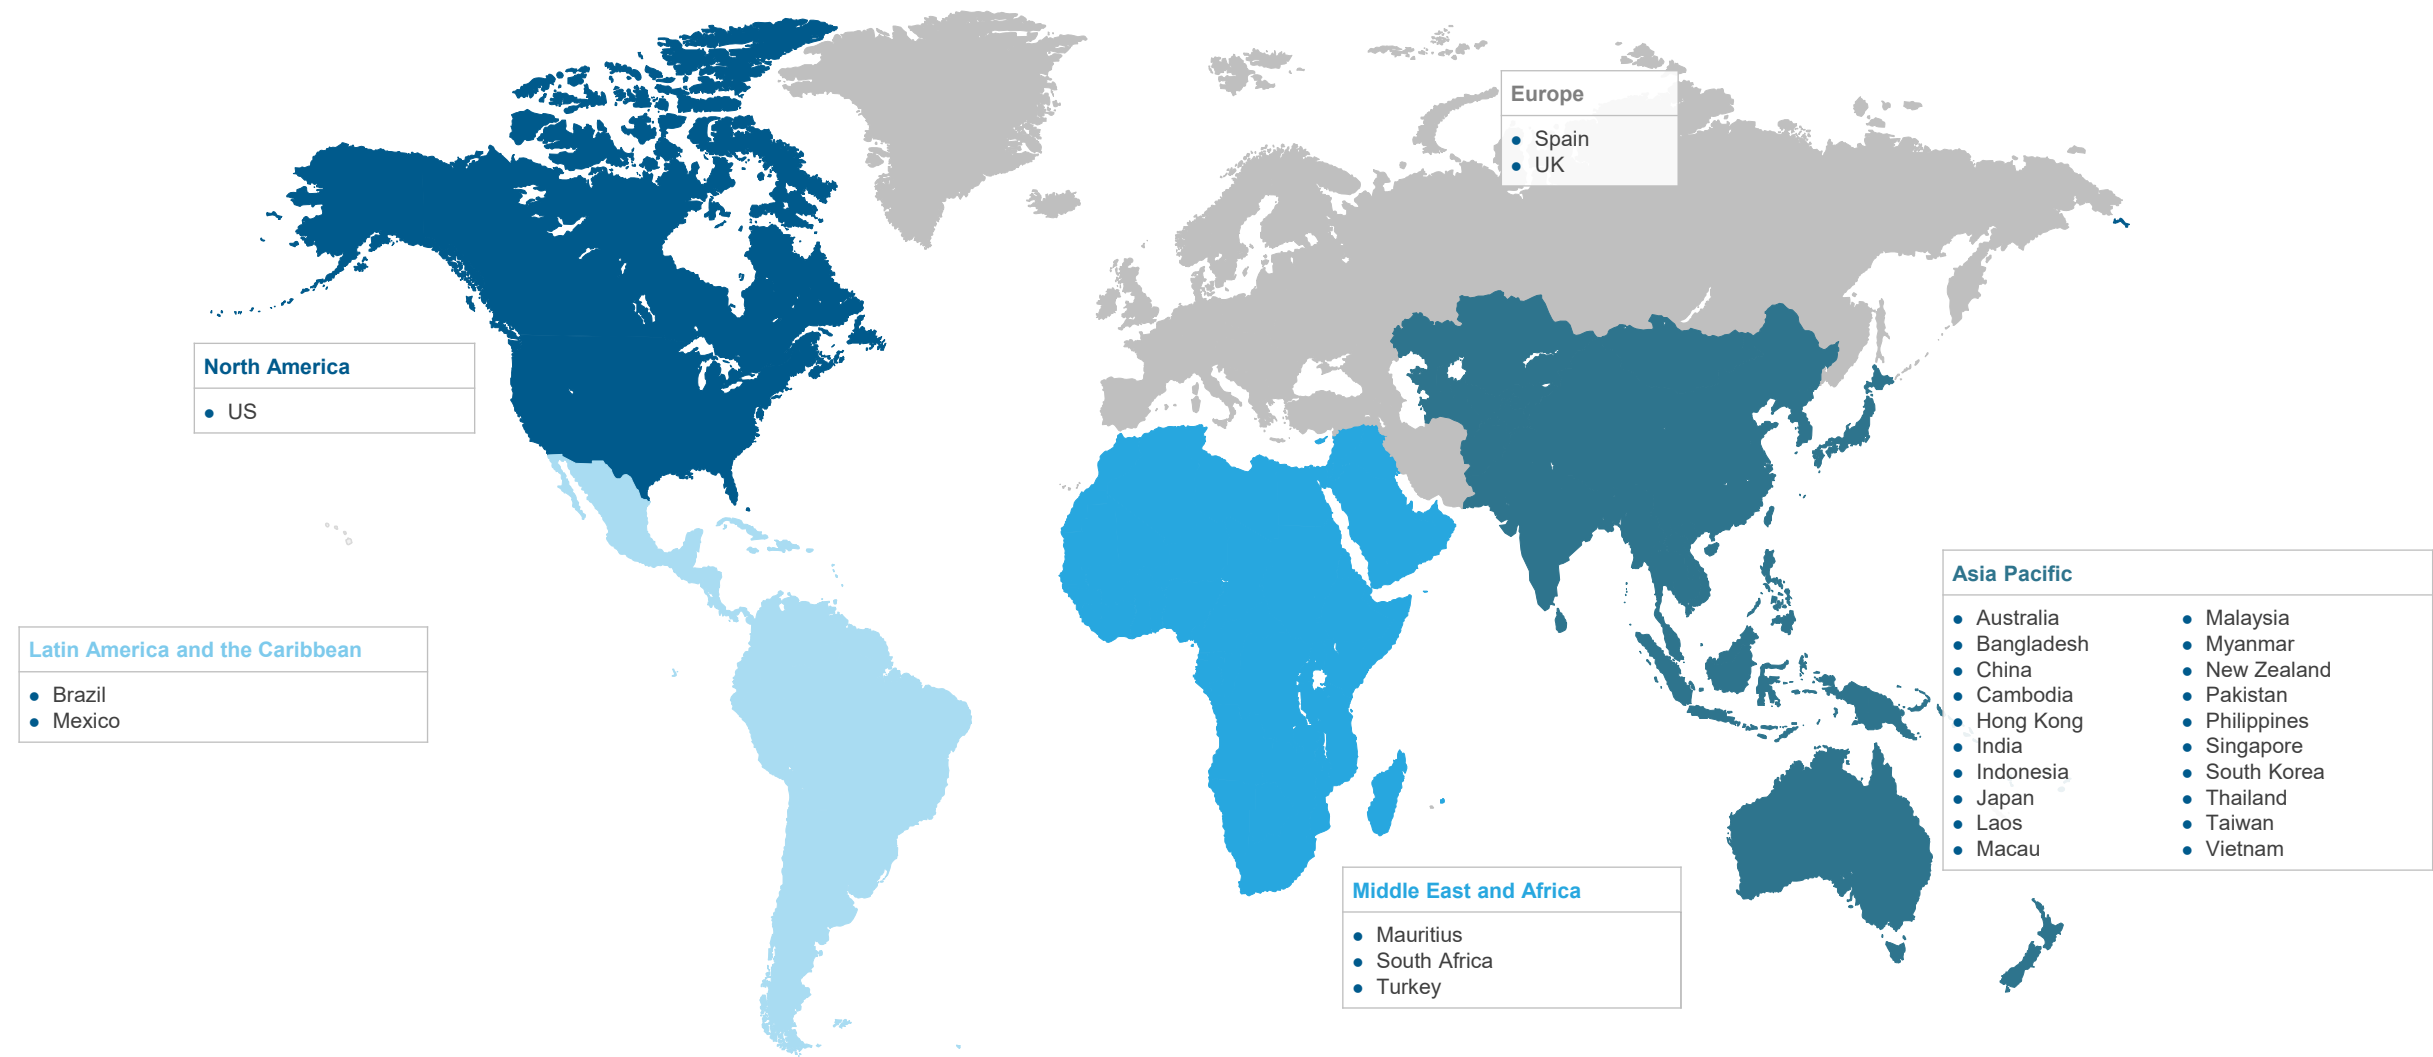 Europe
Spain
UK
North America
US
Latin America and the Caribbean
Brazil
Mexico
Asia Pacific
Australia
Bangladesh
China
Cambodia
Hong Kong
India
Indonesia
Japan
Laos
Macau
Malaysia
Myanmar
New Zealand
Pakistan
Philippines
Singapore
South Korea
Thailand
Taiwan
Vietnam
Middle East and Africa
Mauritius
South Africa
Turkey